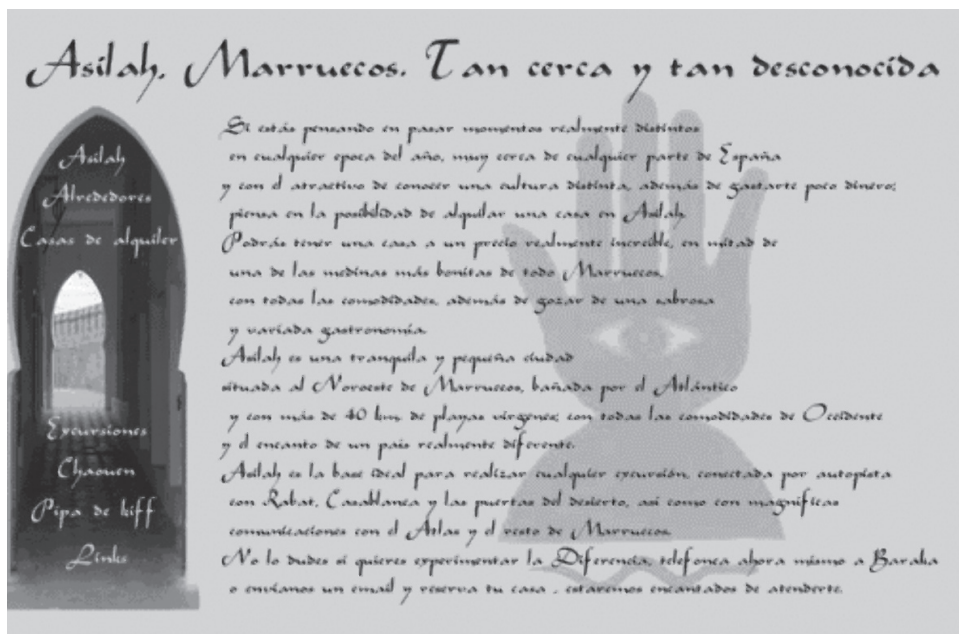 Asilah, Marruecos. Tan cerca y tan desconocida
Asilah
Alrededores
Casas de alquiler
Excursiones
Chaouen
Pipa de kiff
Links
Si estás pensando en pasar momentos realmente distintos
en cualquier epoca del año, muy cerca de cualquier parte de España
y con el atractivo de conocer una cultura distinta, además de gastarte poco dinero;
piensa en la posibilidad de alquilar una casa en Asilah.
Podrás tener una casa a un precio realmente increíble, en mitad de
una de las medinas más bonitas de todo Marruecos,
con todas las comodidades, además de gozar de una sabrosa
y variada gastronomía.
Asilah es una tranquila y pequeña ciudad
situada al Noroeste de Marruecos, bañada por el Atlántico
y con más de 40 km. de playas vírgenes; con todas las comodidades de Occidente
y el encanto de un país realmente diferente.
Asilah es la base ideal para realizar cualquier excursión, conectada por autopista
con Rabat, Casablanca y las puertas del desierto, así como con magníficas
comunicaciones con el Atlas y el resto de Marruecos.
No lo dudes si quieres experimentar la Diferencia, telefonea ahora mismo a Baraka
o envíanos un email y reserva tu casa . estaremos encantados de atenderte.